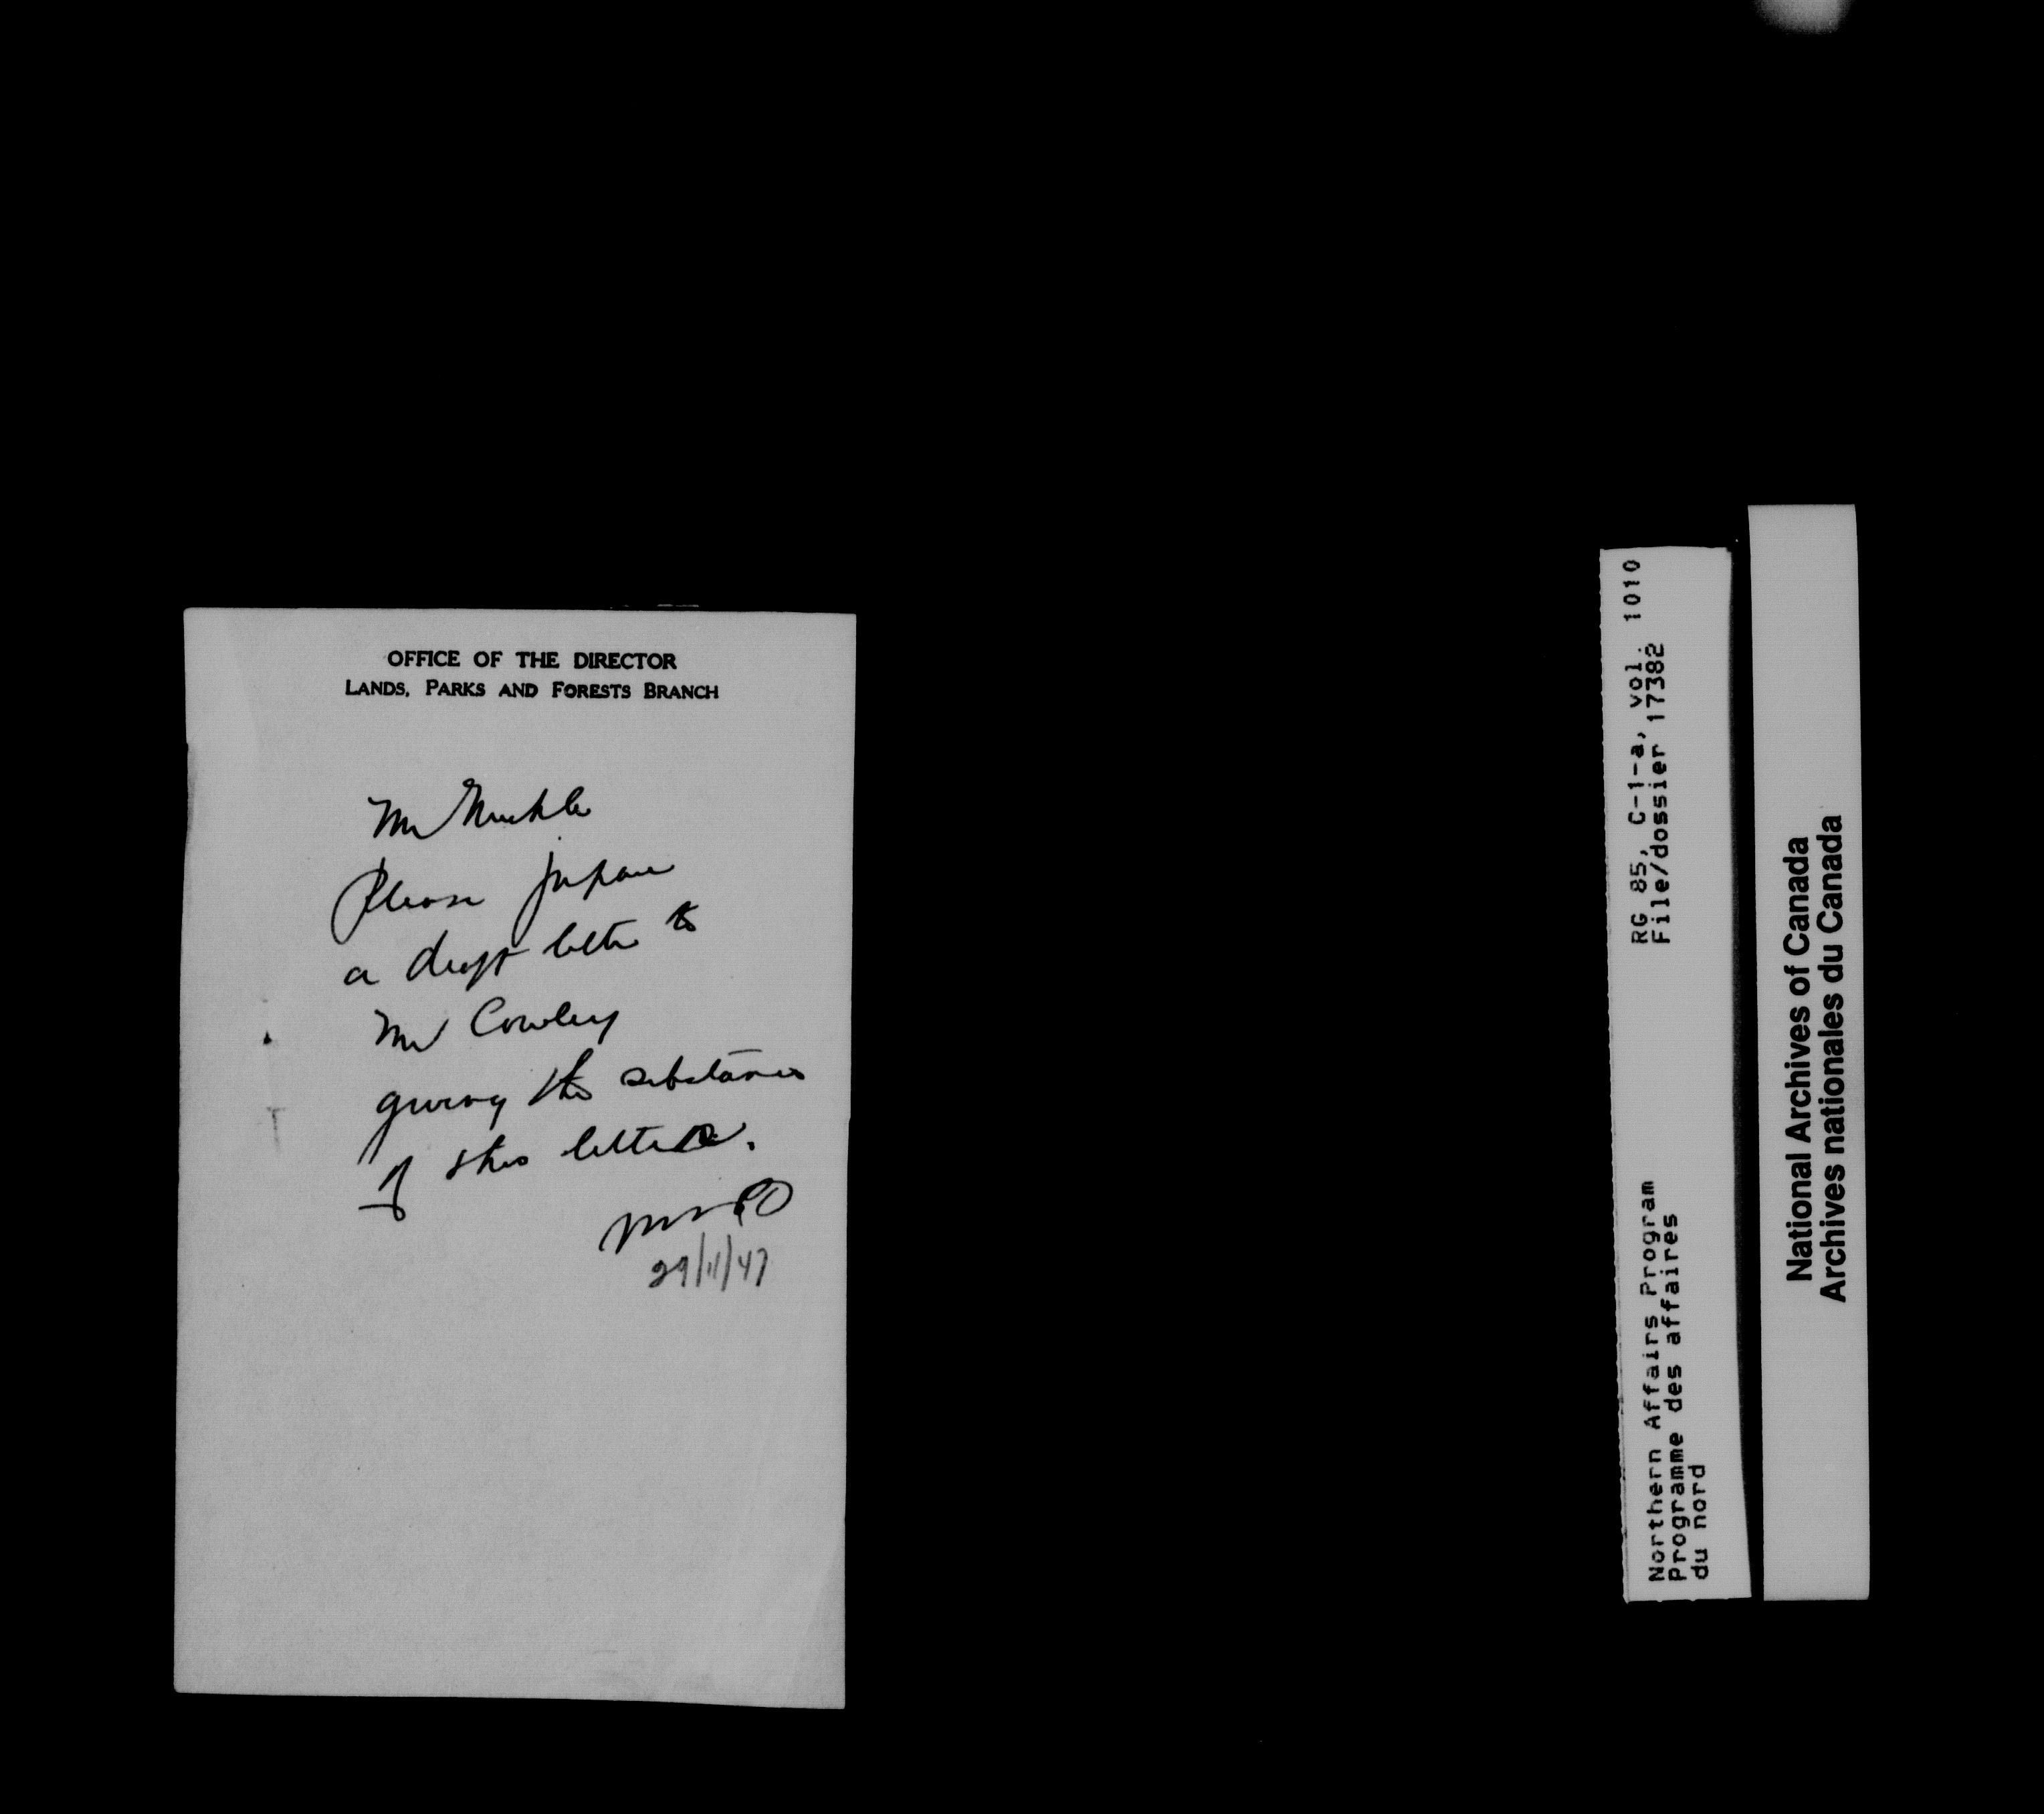 OFFICE OF THE DIRECTOR
LANDS, PARKS AND FORESTS BRANCH
Mr
Please prepare
a draft letter to
Mr Cowley
giving the substance
of this letter.
29/11/47
RG 85, C-1-a, vol. 1010
File/dossier 17382
Northern Affairs Program
Programme des affaires
du nord
National Archives of Canada
Archives nationales du Canada